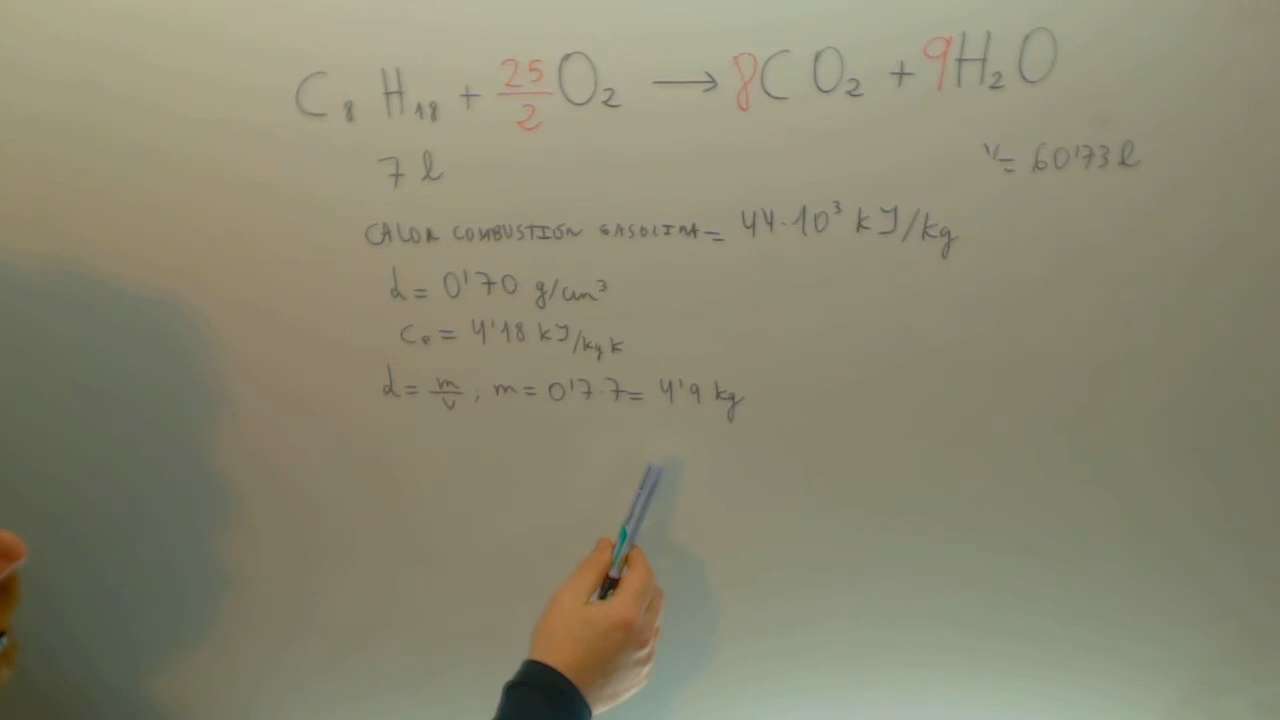 C₈ H₁₈ + 25/2 O₂ → 8CO₂ + 9H₂O
7 l
V= 60'73 l
CALOR COMBUSTION GASOLINA = 44·10³ kJ/kg
d = 0'70 g/cm³
Ce = 4'18 kJ/kg K
d = m/v ; m = 0'7·7 = 4'9 kg